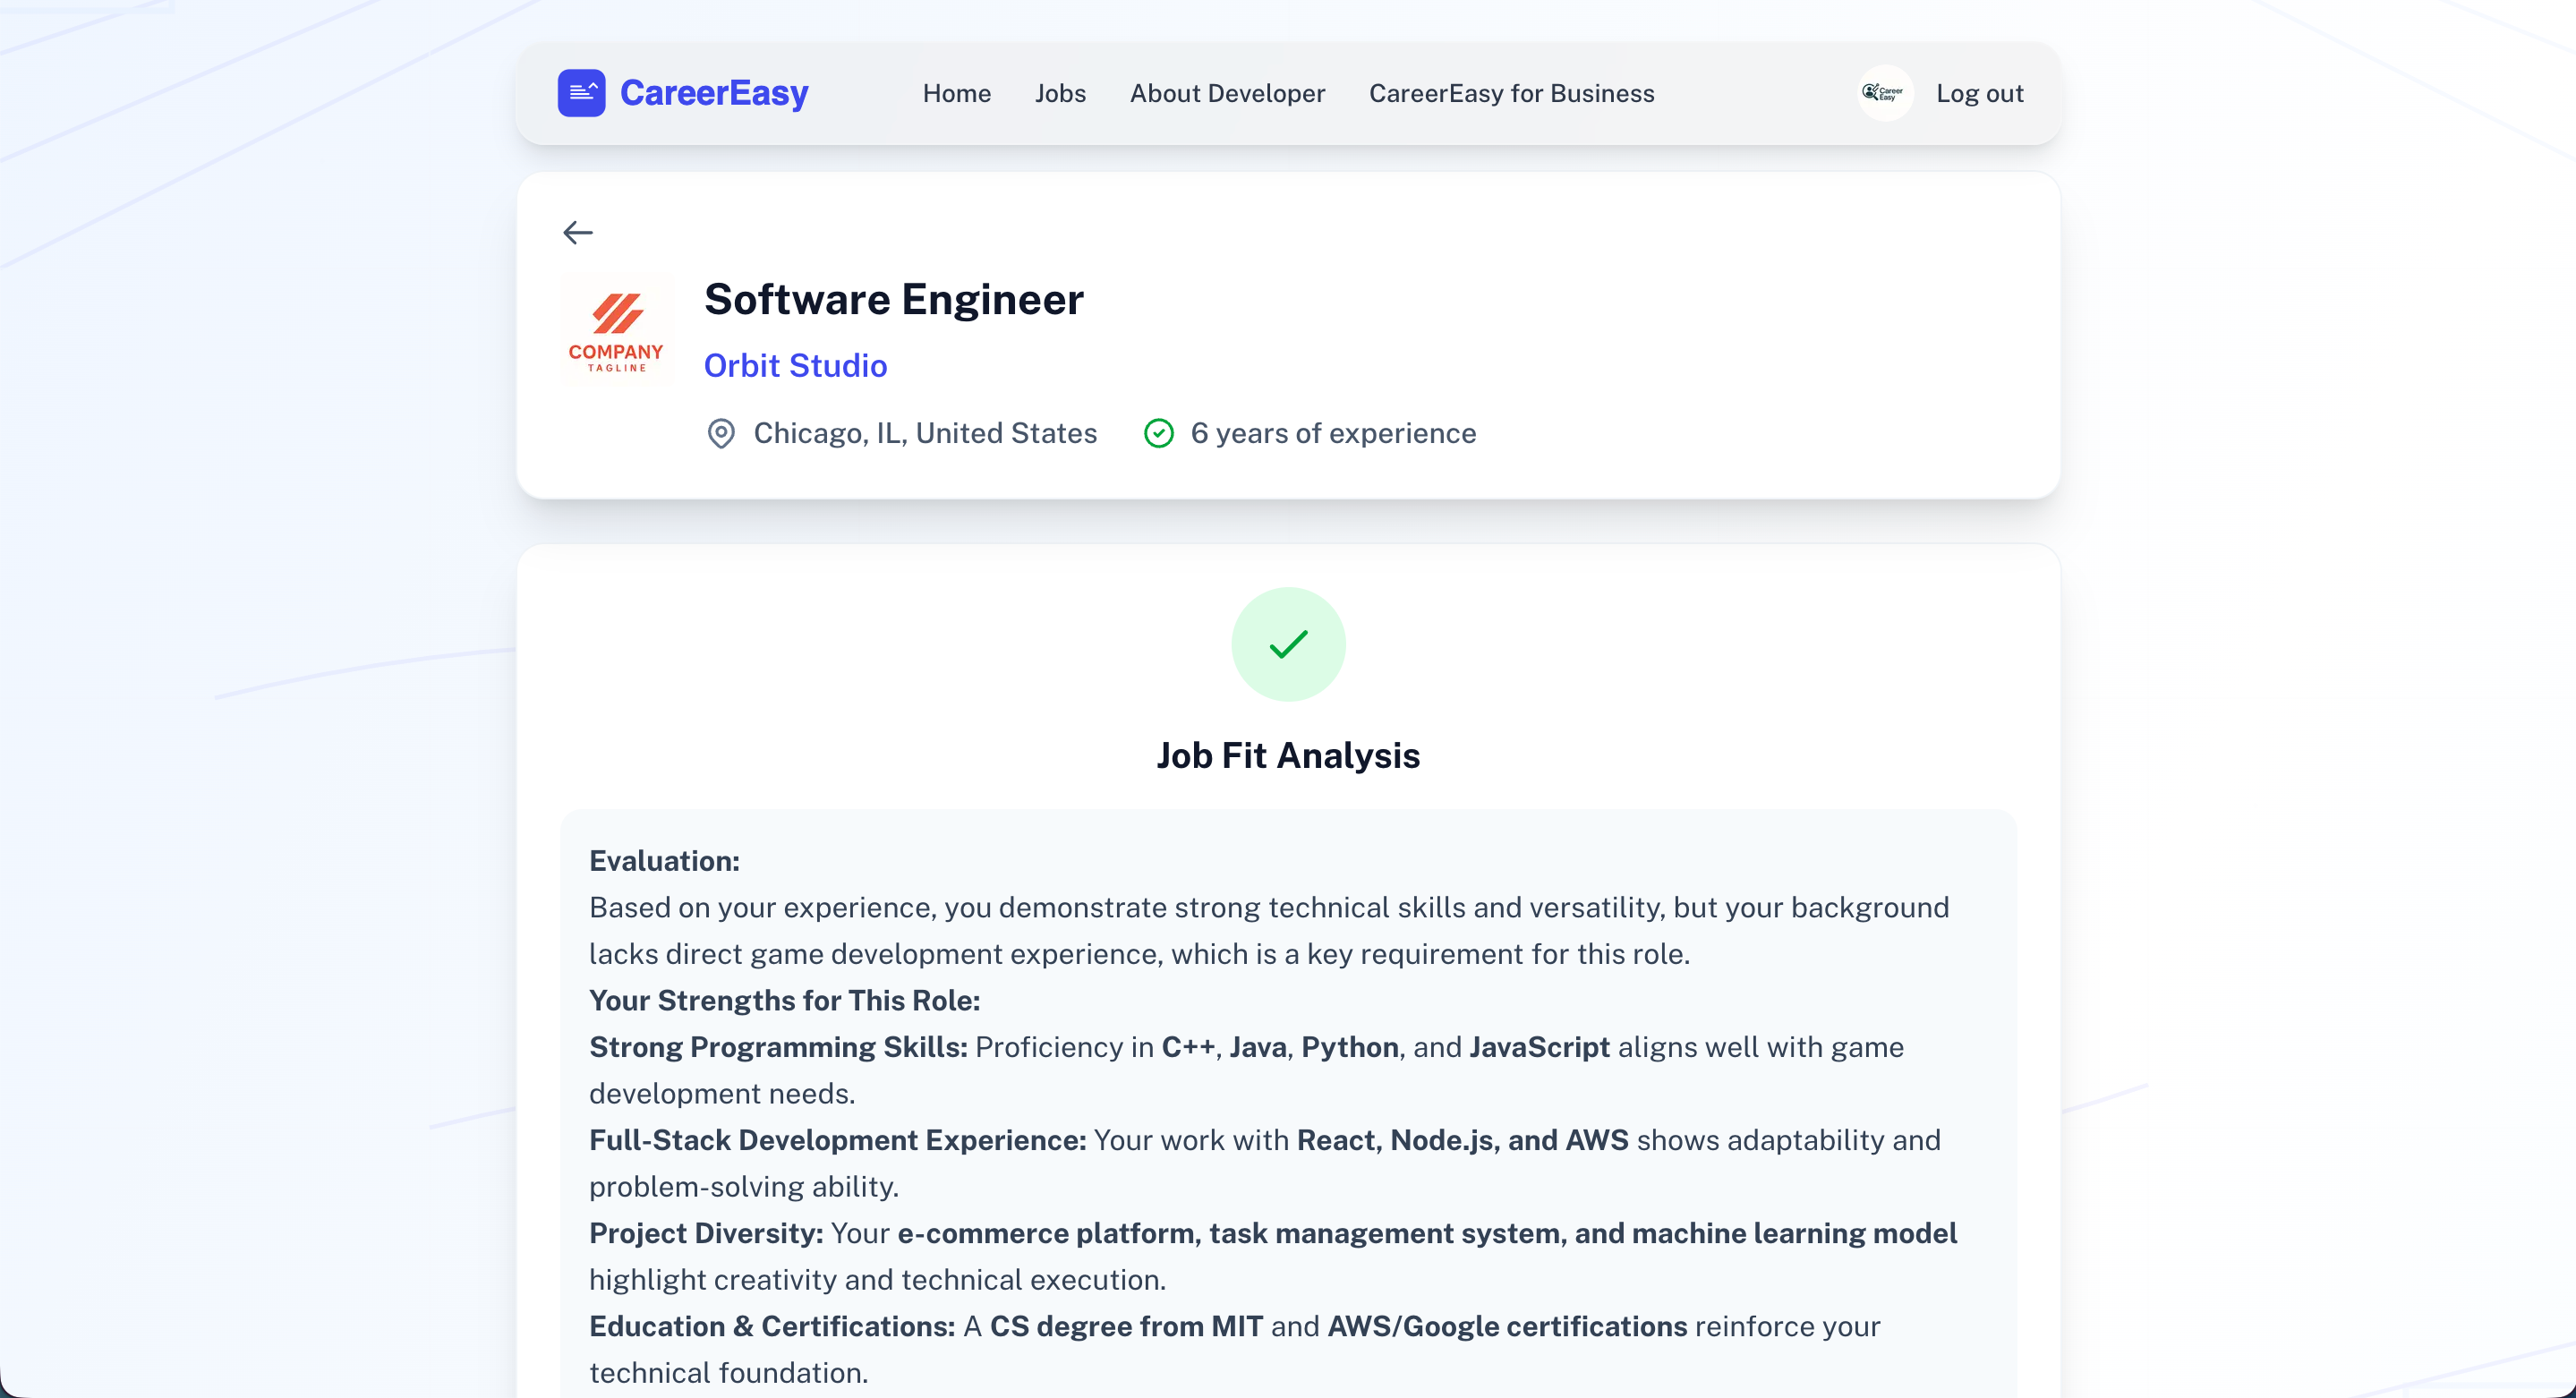 CareerEasy
Home
Jobs
About Developer
CareerEasy for Business
Career
Easy
Log out
COMPANY
TAGLINE
Software Engineer
Orbit Studio
Chicago, IL, United States
6 years of experience
Job Fit Analysis
Evaluation:
Based on your experience, you demonstrate strong technical skills and versatility, but your background
lacks direct game development experience, which is a key requirement for this role.
Your Strengths for This Role:
Strong Programming Skills: Proficiency in C++, Java, Python, and JavaScript aligns well with game
development needs.
Full-Stack Development Experience: Your work with React, Node.js, and AWS shows adaptability and
problem-solving ability.
Project Diversity: Your e-commerce platform, task management system, and machine learning model
highlight creativity and technical execution.
Education & Certifications: A CS degree from MIT and AWS/Google certifications reinforce your
technical foundation.